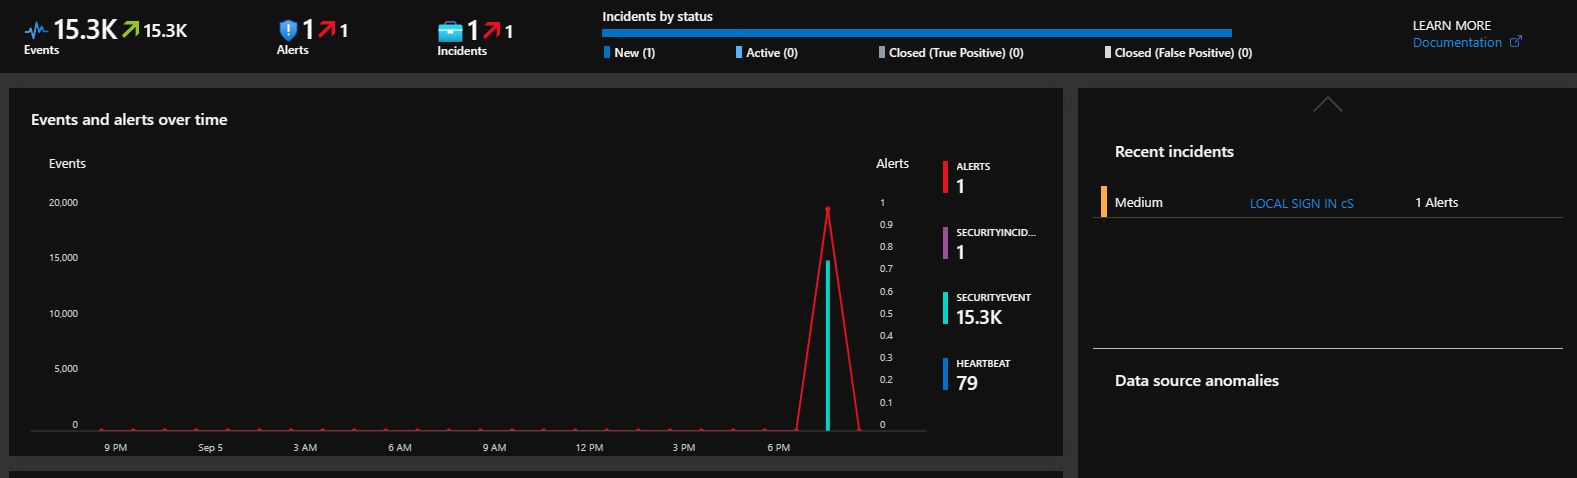 15.3K 15.3K
Events
1 1
Alerts
1 1
Incidents
Incidents by status
New (1) Active (0) Closed (True Positive) (0) Closed (False Positive) (0)
LEARN MORE
Documentation
Events and alerts over time
Events Alerts
20,000
15,000
10,000
5,000
0
1
0.9
0.8
0.7
0.6
0.5
0.4
0.3
0.2
0.1
0
9 PM Sep 5 3 AM 6 AM 9 AM 12 PM 3 PM 6 PM
ALERTS
1
SECURITYINCID...
1
SECURITYEVENT
15.3K
HEARTBEAT
79
Recent incidents
Medium LOCAL SIGN IN cS 1 Alerts
Data source anomalies